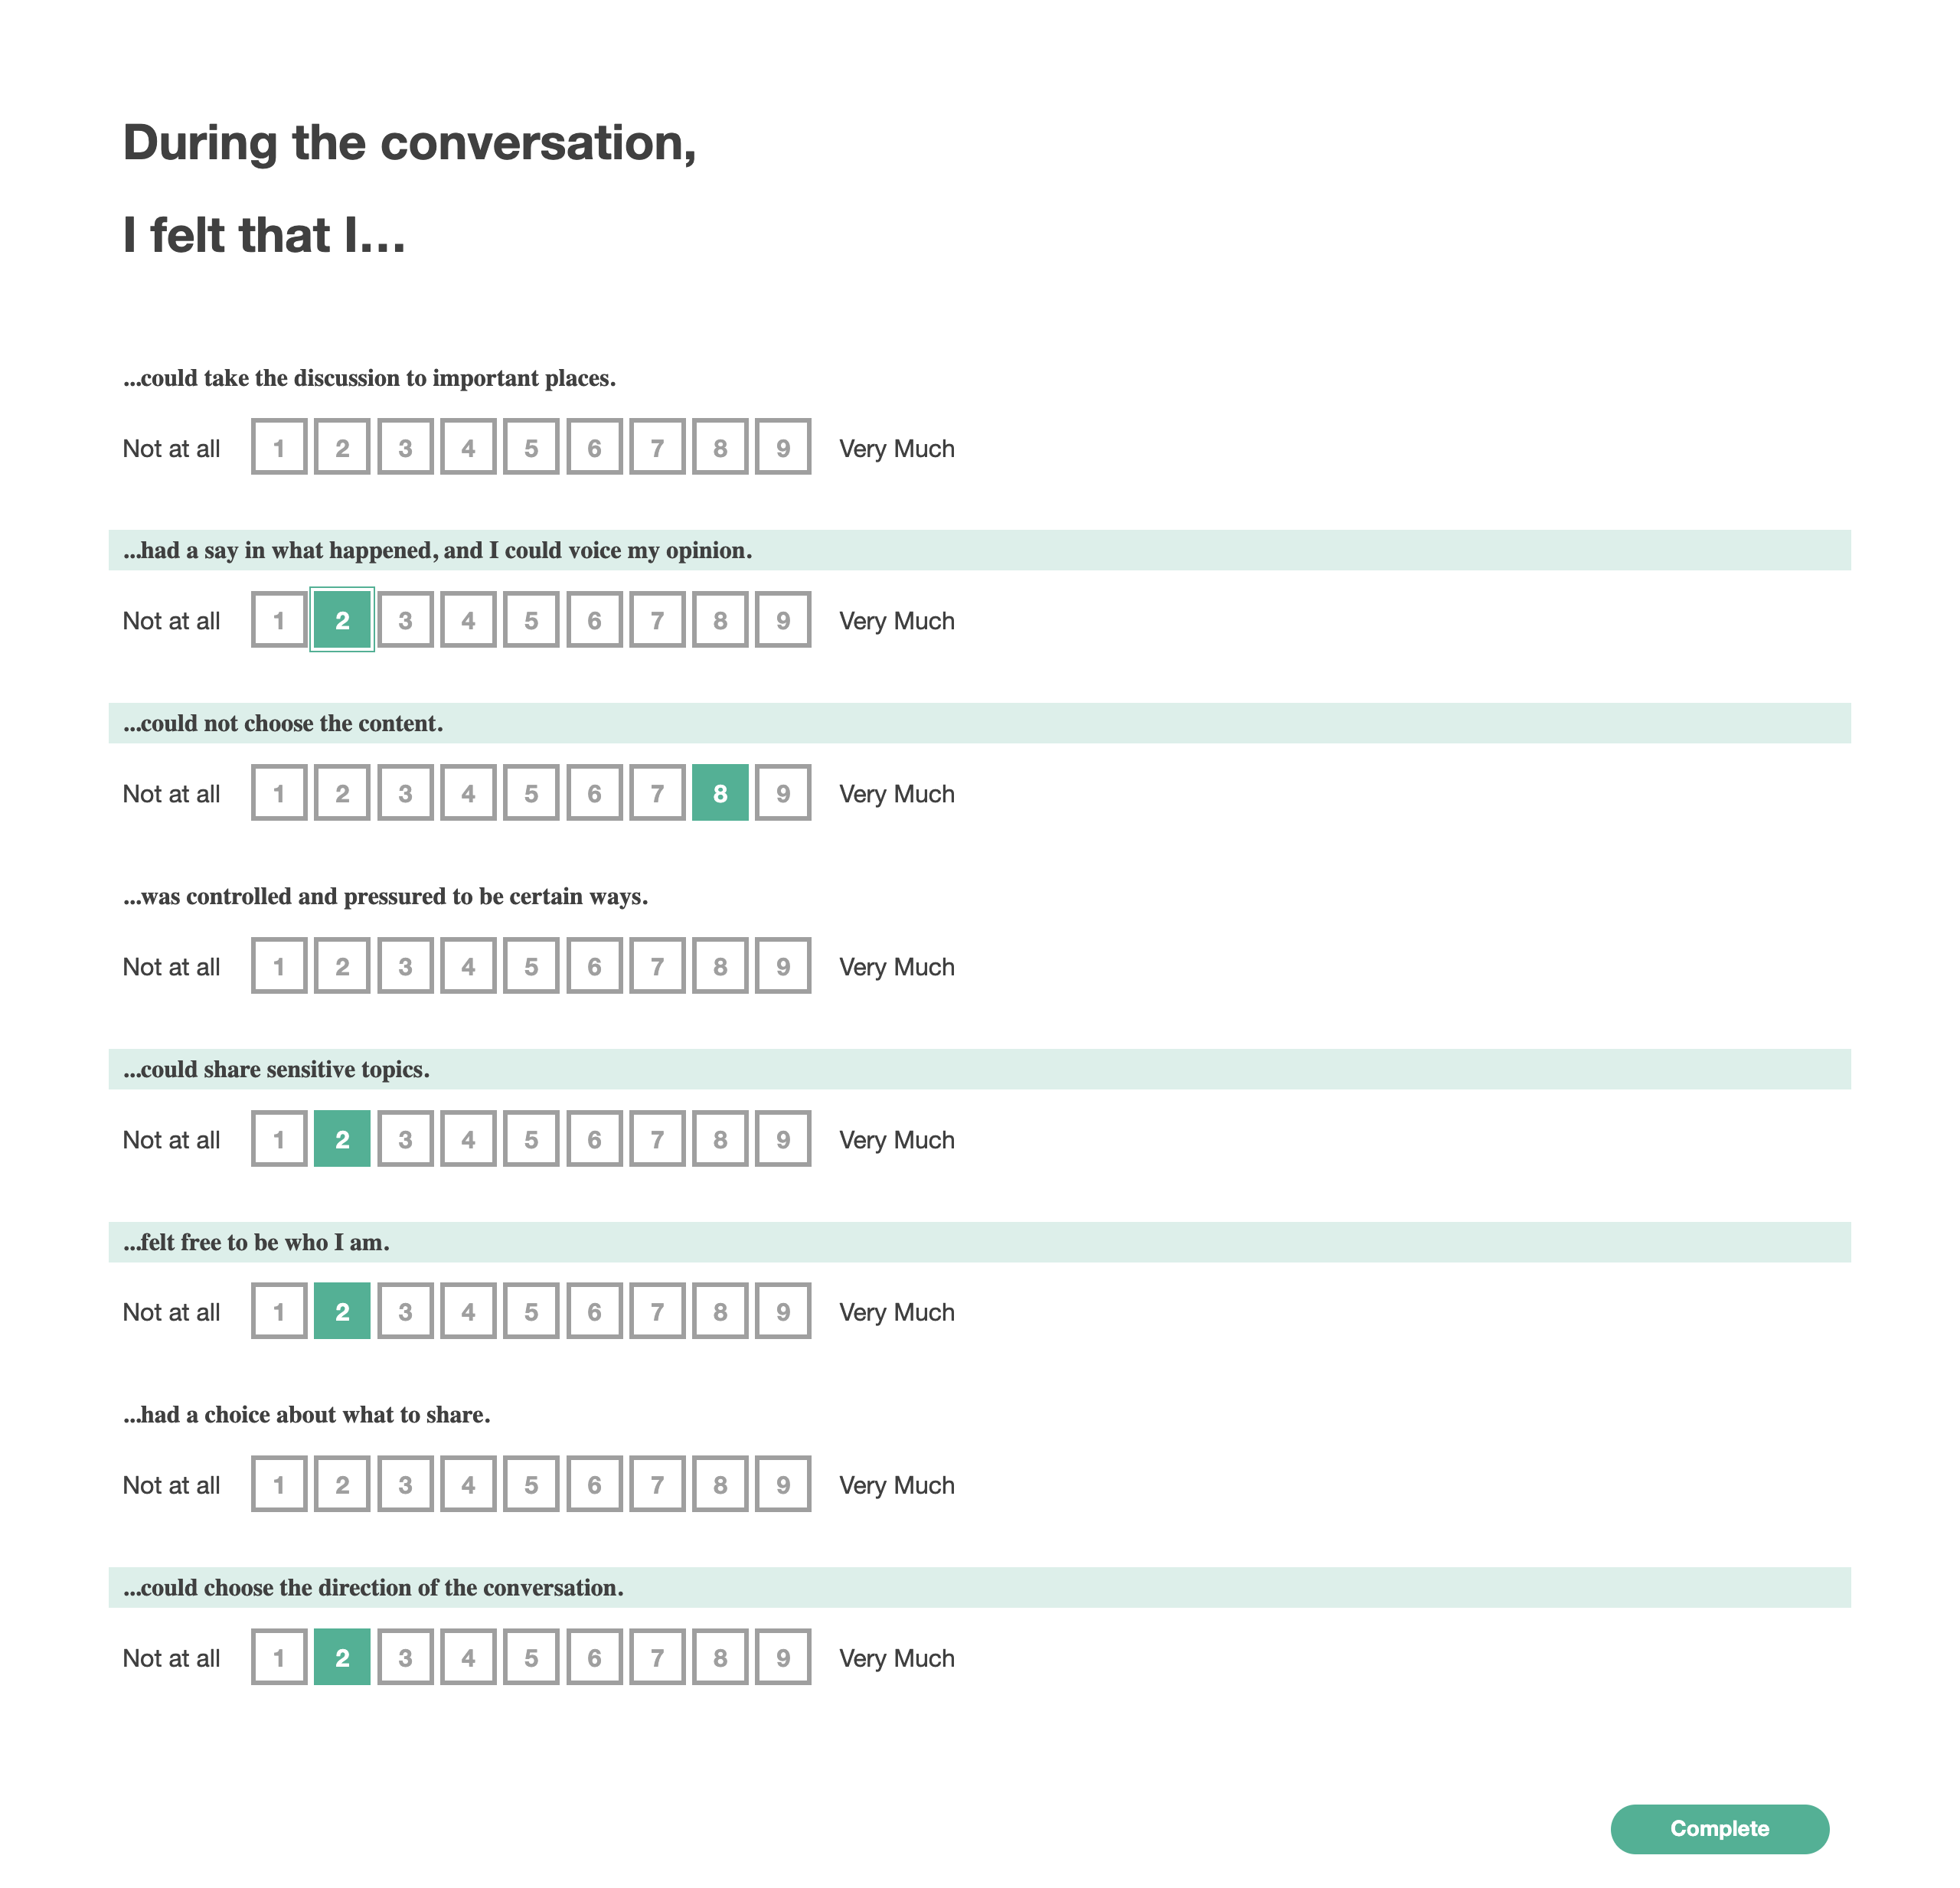 During the conversation,
I felt that I...
...could take the discussion to important places.
Not at all 1 2 3 4 5 6 7 8 9 Very Much
...had a say in what happened, and I could voice my opinion.
Not at all 1 2 3 4 5 6 7 8 9 Very Much
...could not choose the content.
Not at all 1 2 3 4 5 6 7 8 9 Very Much
...was controlled and pressured to be certain ways.
Not at all 1 2 3 4 5 6 7 8 9 Very Much
...could share sensitive topics.
Not at all 1 2 3 4 5 6 7 8 9 Very Much
...felt free to be who I am.
Not at all 1 2 3 4 5 6 7 8 9 Very Much
...had a choice about what to share.
Not at all 1 2 3 4 5 6 7 8 9 Very Much
...could choose the direction of the conversation.
Not at all 1 2 3 4 5 6 7 8 9 Very Much
Complete